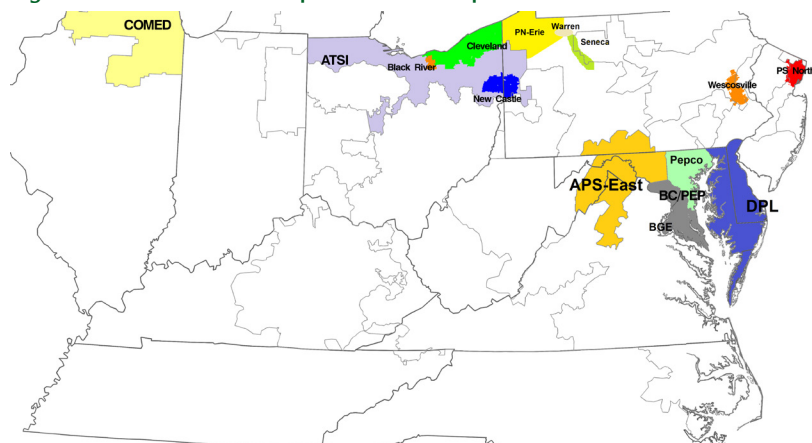 COMED
ATSI
Black River
Cleveland
New Castle
PN-Erie
Warren
Seneca
Wescosville
PS North
APS-East
Pepco
BC/PEP
BGE
DPL